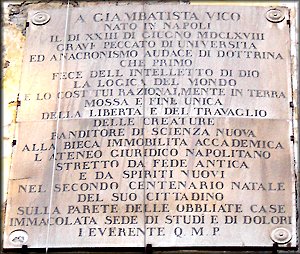 A GIAMBATISTA VICO
NATO IN NAPOLI
IL DI XXIII DI GIUGNO MDCLXVIII
GRAVE PECCATO DI UNIVERSITÀ
ED ANACRONISMO AUDACE DI DOTTRINA
CHE PRIMO
FECE DELL INTELLETTO DI DIO
LA LOGICA DEL MONDO
E LO COSTITUI RAZIONALMENTE IN TERRA
MOSSA E FINE UNICA
DELLA LIBERTÀ E DEL TRAVAGLIO
DELLE CREATURE
BANDITORE DI SCIENZA NUOVA
ALLA BIECA IMMOBILITÀ ACCADEMICA
L ATENEO GIURIDICO NAPOLITANO
STRETTO DA FEDE ANTICA
E DA SPIRITI NUOVI
NEL SECONDO CENTENARIO NATALE
DEL SUO CITTADINO
SULLA PARETE DELLE OBBLIATE CASE
IMMACOLATA SEDE DI STUDI E DI DOLORI
I EVERENTE Q. M. P.